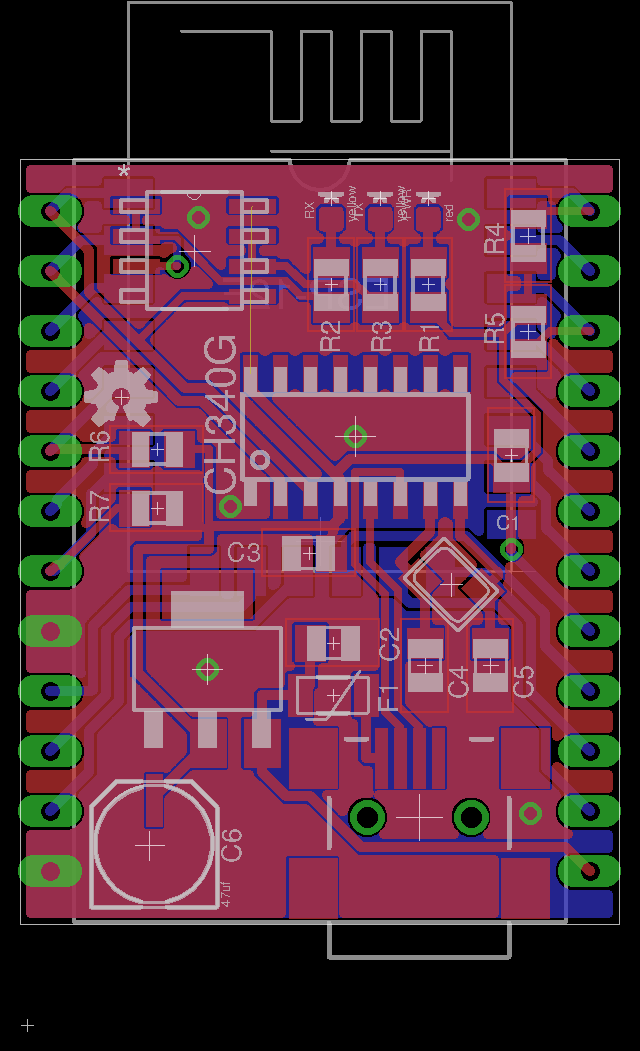 *
RX
yellow
TX
yellow
PWR
red
R4
R2
R3
R1
R5
CH340G
R6
R7
C1
C3
C2
C4
C5
F1
C6
47uf